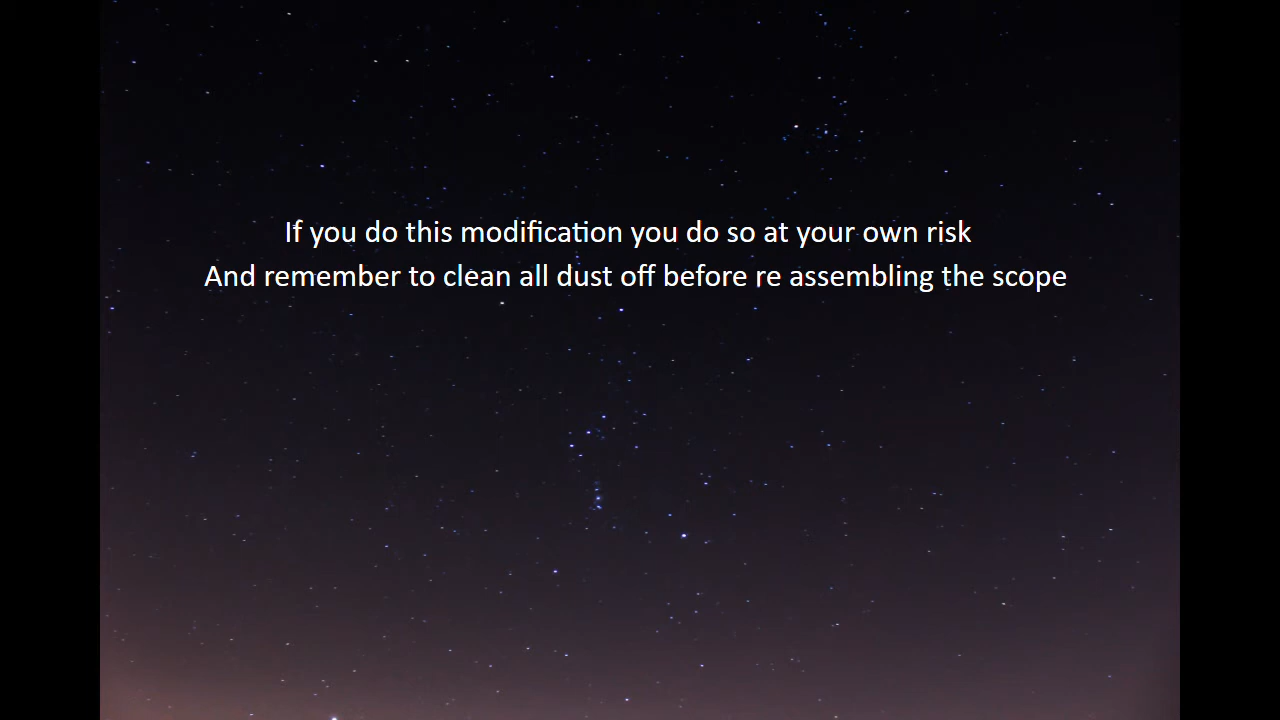 If you do this modification you do so at your own risk
And remember to clean all dust off before re assembling the scope